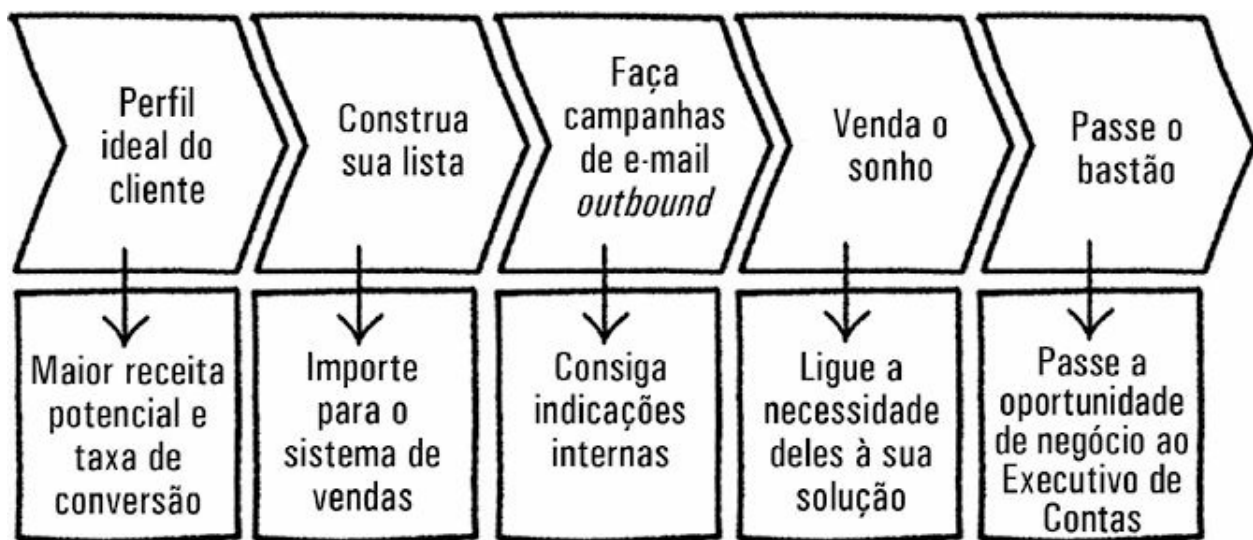 Perfil
ideal do
cliente
Construa
sua lista
Faça
campanhas
de e-mail
outbound
Venda o
sonho
Passe o
bastão
Maior receita
potencial e
taxa de
conversão
Importe
para o
sistema de
vendas
Consiga
indicações
internas
Ligue a
necessidade
deles à sua
solução
Passe a
oportunidade
de negócio ao
Executivo de
Contas